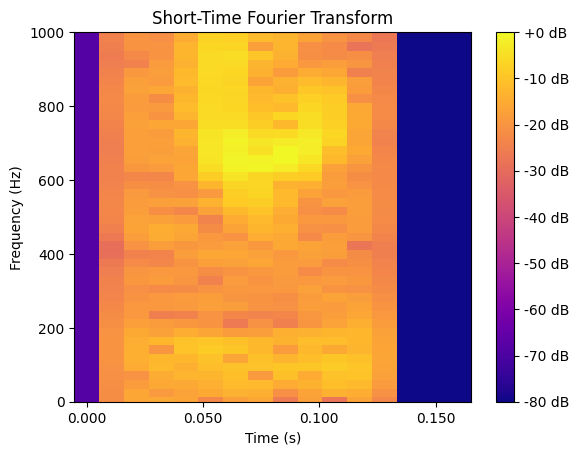 Short-Time Fourier Transform
1000
800
600
400
200
0
Frequency (Hz)
0.000
0.050
0.100
0.150
Time (s)
+0 dB
-10 dB
-20 dB
-30 dB
-40 dB
-50 dB
-60 dB
-70 dB
-80 dB